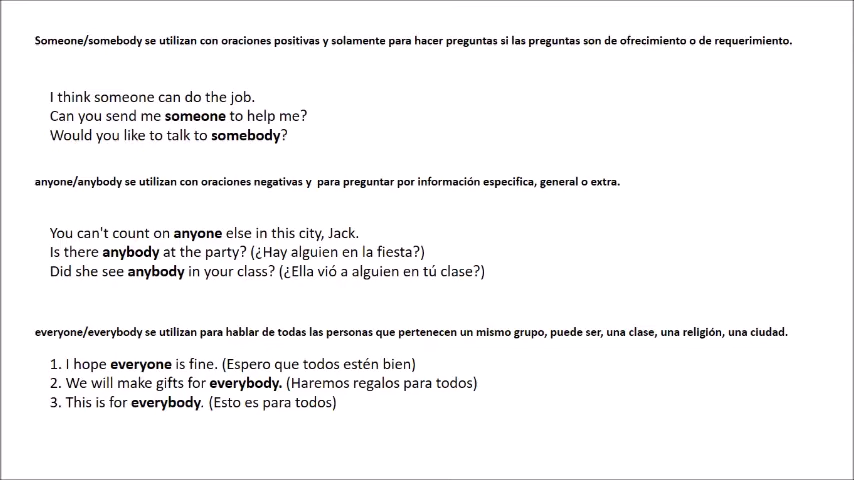 Someone/somebody se utilizan con oraciones positivas y solamente para hacer preguntas si las preguntas son de ofrecimiento o de requerimiento.
I think someone can do the job.
Can you send me someone to help me?
Would you like to talk to somebody?
anyone/anybody se utilizan con oraciones negativas y  para preguntar por información especifica, general o extra.
You can't count on anyone else in this city, Jack.
Is there anybody at the party? (¿Hay alguien en la fiesta?)
Did she see anybody in your class? (¿Ella vió a alguien en tú clase?)
everyone/everybody se utilizan para hablar de todas las personas que pertenecen un mismo grupo, puede ser, una clase, una religión, una ciudad.
1. I hope everyone is fine. (Espero que todos estén bien)
2. We will make gifts for everybody. (Haremos regalos para todos)
3. This is for everybody. (Esto es para todos)